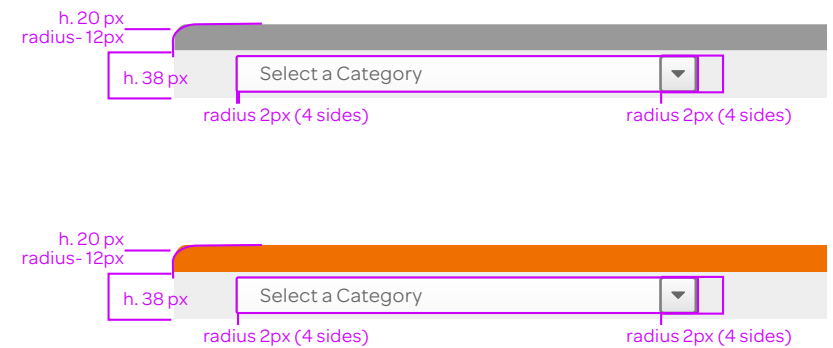 h. 20 px
radius- 12px
h. 38 px
Select a Category
radius 2px (4 sides)
radius 2px (4 sides)
h. 20 px
radius- 12px
h. 38 px
Select a Category
radius 2px (4 sides)
radius 2px (4 sides)